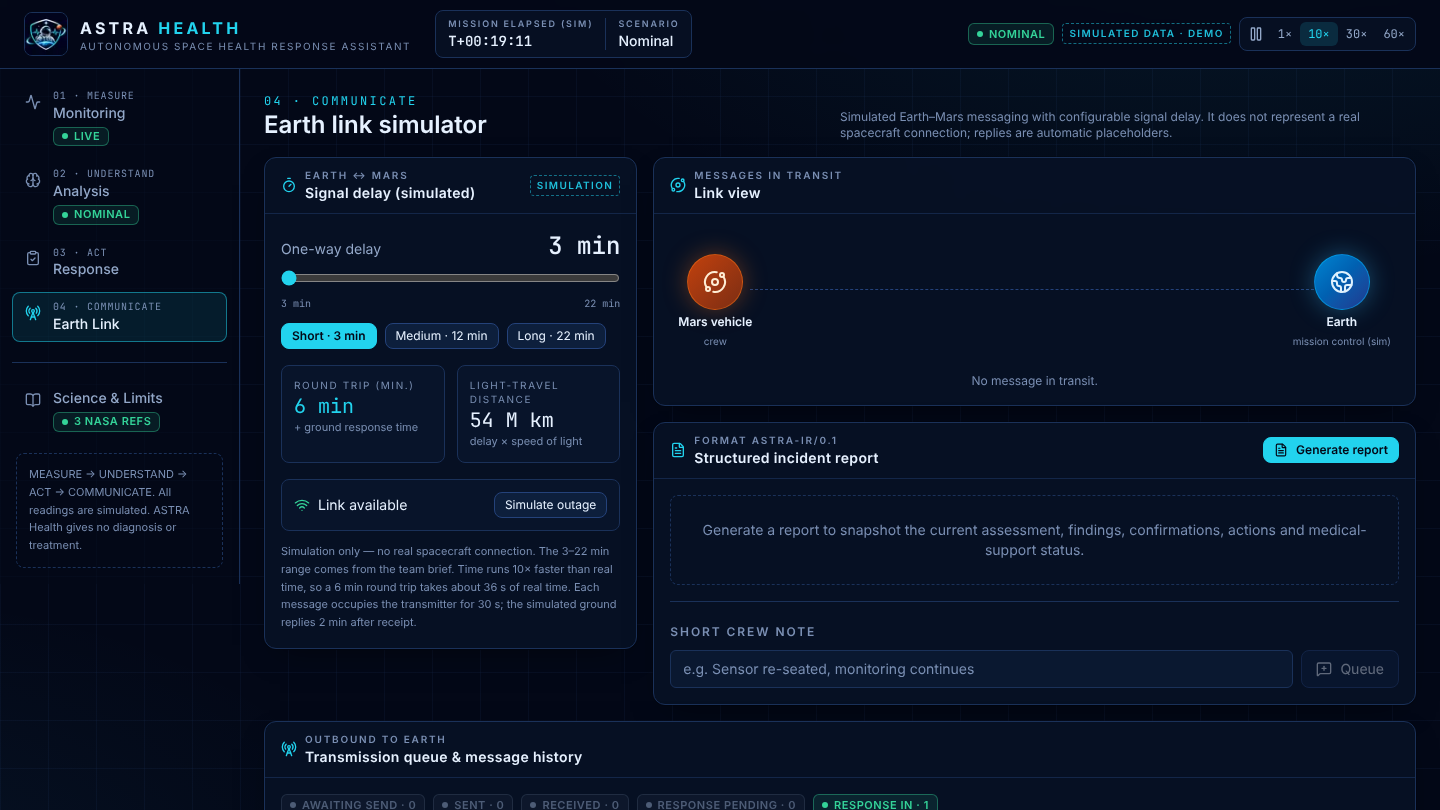 ASTRA HEALTH
AUTONOMOUS SPACE HEALTH RESPONSE ASSISTANT
MISSION ELAPSED (SIM)
T+00:19:11
SCENARIO
Nominal
NOMINAL
SIMULATED DATA · DEMO
1×
10×
30×
60×
01 · MEASURE
Monitoring
LIVE
02 · UNDERSTAND
Analysis
NOMINAL
03 · ACT
Response
04 · COMMUNICATE
Earth Link
Science & Limits
3 NASA REFS
MEASURE → UNDERSTAND →
ACT → COMMUNICATE. All
readings are simulated. ASTRA
Health gives no diagnosis or
treatment.
04 · COMMUNICATE
Earth link simulator
Simulated Earth–Mars messaging with configurable signal delay. It does not represent a real
spacecraft connection; replies are automatic placeholders.
EARTH ↔ MARS
Signal delay (simulated)
SIMULATION
One-way delay
3 min
3 min
22 min
Short · 3 min
Medium · 12 min
Long · 22 min
ROUND TRIP (MIN.)
6 min
+ ground response time
LIGHT-TRAVEL
DISTANCE
54 M km
delay × speed of light
Link available
Simulate outage
Simulation only — no real spacecraft connection. The 3–22 min
range comes from the team brief. Time runs 10× faster than real
time, so a 6 min round trip takes about 36 s of real time. Each
message occupies the transmitter for 30 s; the simulated ground
replies 2 min after receipt.
MESSAGES IN TRANSIT
Link view
Mars vehicle
crew
Earth
mission control (sim)
No message in transit.
FORMAT ASTRA-IR/0.1
Structured incident report
Generate report
Generate a report to snapshot the current assessment, findings, confirmations, actions and medical-
support status.
SHORT CREW NOTE
e.g. Sensor re-seated, monitoring continues
Queue
OUTBOUND TO EARTH
Transmission queue & message history
AWAITING SEND · 0
SENT · 0
RECEIVED · 0
RESPONSE PENDING · 0
RESPONSE IN · 1